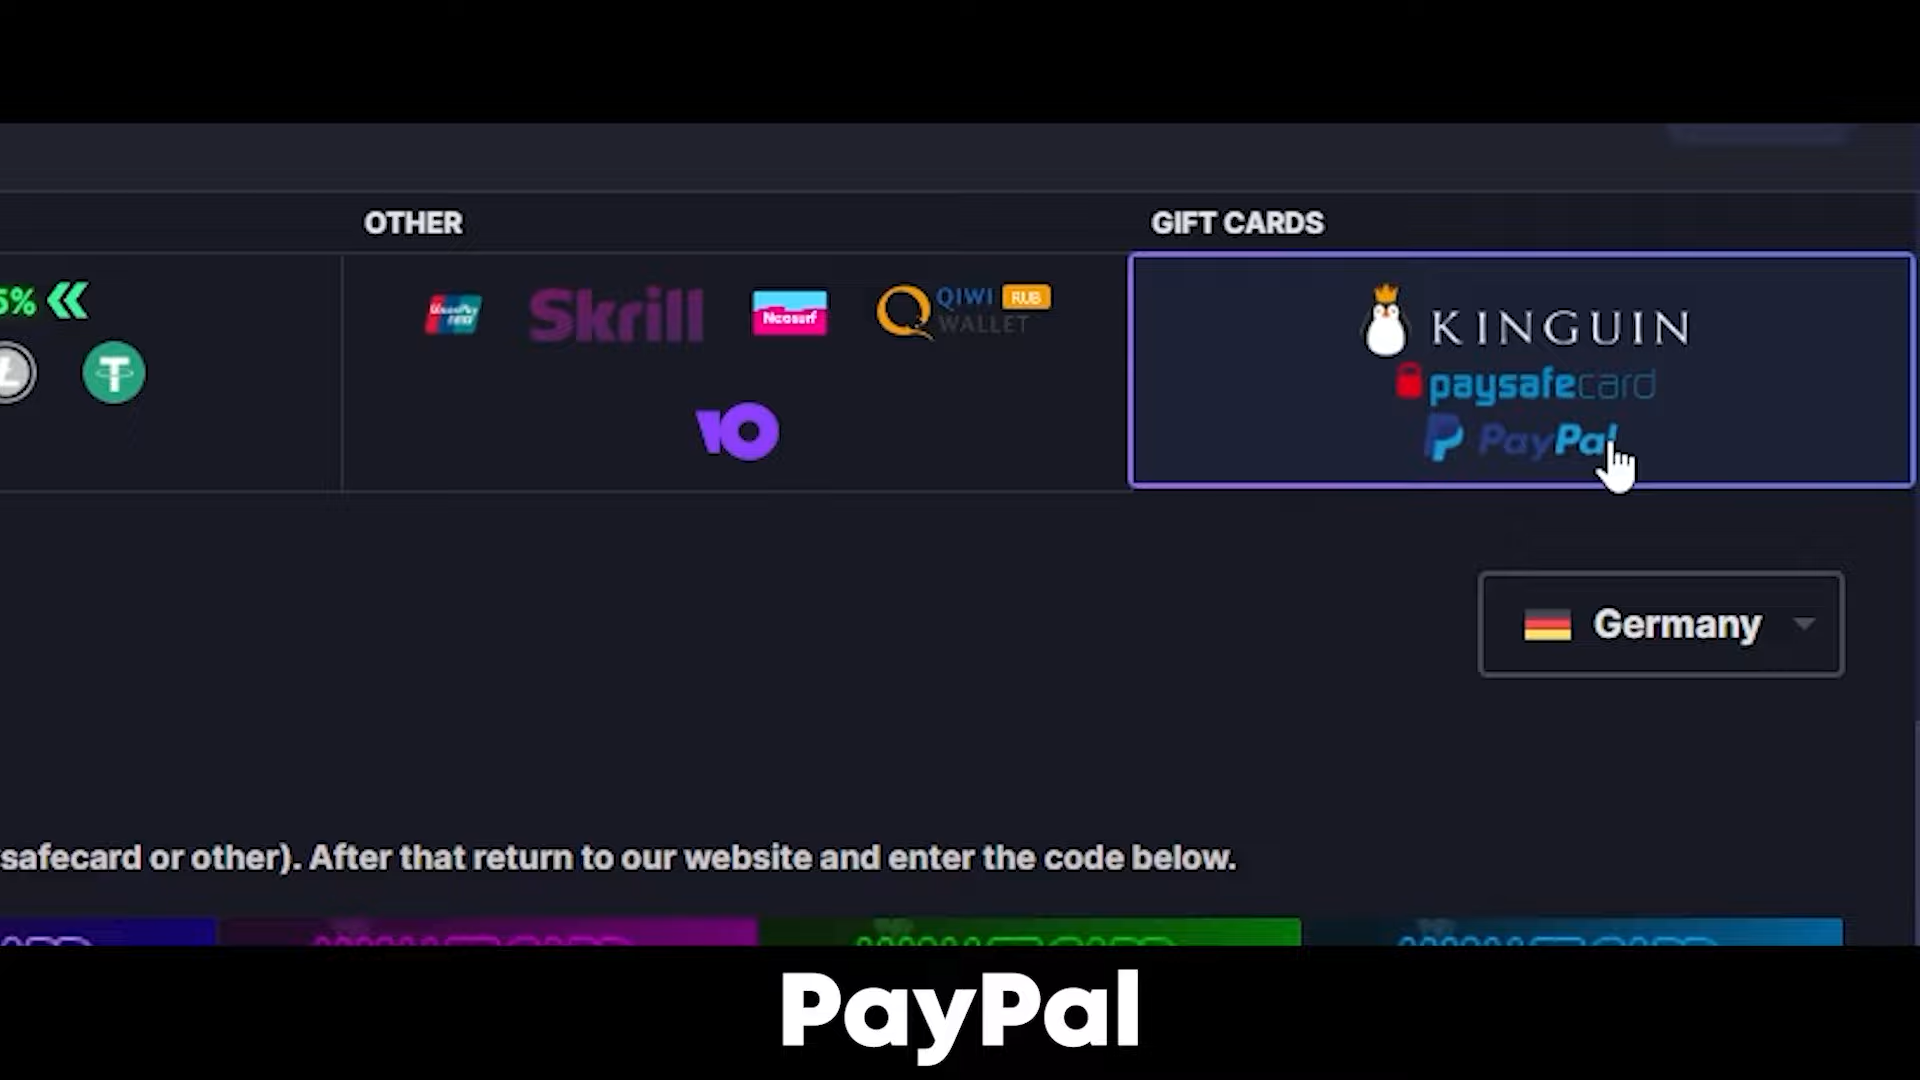 OTHER
GIFT CARDS
5%
UnionPay
Skrill
Neosurf
QIWI RUB
WALLET
KINGUIN
paysafecard
PayPal
Germany
safecard or other). After that return to our website and enter the code below.
PayPal